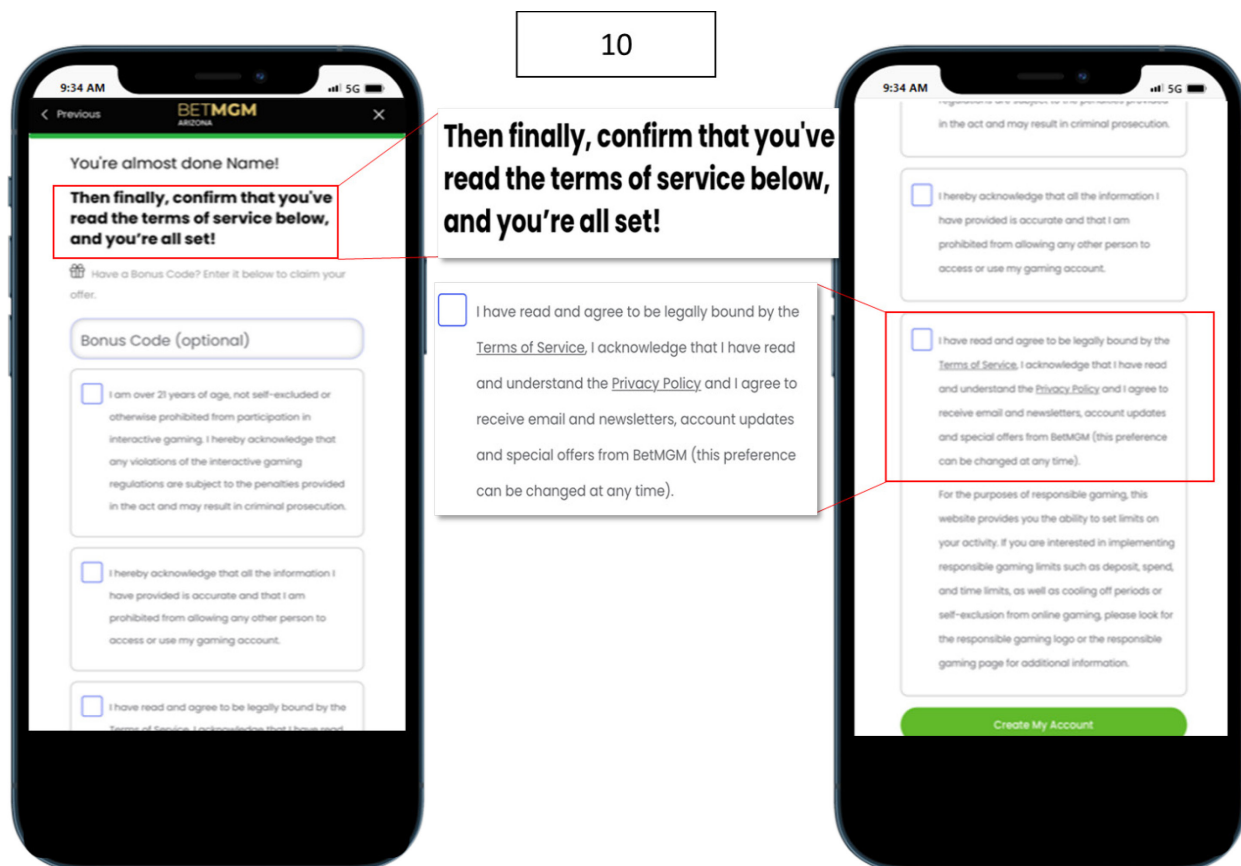 10
9:34 AM
5G
Previous
BETMGM
ARIZONA
You're almost done Name!
Then finally, confirm that you've
read the terms of service below,
and you're all set!
Have a Bonus Code? Enter it below to claim your
offer.
Bonus Code (optional)
I am over 21 years of age, not self-excluded or
otherwise prohibited from participation in
interactive gaming. I hereby acknowledge that
any violations of the interactive gaming
regulations are subject to the penalties provided
in the act and may result in criminal prosecution.
I hereby acknowledge that all the information I
have provided is accurate and that I am
prohibited from allowing any other person to
access or use my gaming account.
I have read and agree to be legally bound by the
Terms of Service, I acknowledge that I have read
Then finally, confirm that you've
read the terms of service below,
and you’re all set!
I have read and agree to be legally bound by the
Terms of Service, I acknowledge that I have read
and understand the Privacy Policy and I agree to
receive email and newsletters, account updates
and special offers from BetMGM (this preference
can be changed at any time).
9:34 AM
5G
regulations are subject to the penalties provided
in the act and may result in criminal prosecution.
I hereby acknowledge that all the information I
have provided is accurate and that I am
prohibited from allowing any other person to
access or use my gaming account.
I have read and agree to be legally bound by the
Terms of Service, I acknowledge that I have read
and understand the Privacy Policy and I agree to
receive email and newsletters, account updates
and special offers from BetMGM (this preference
can be changed at any time).
For the purposes of responsible gaming, this
website provides you the ability to set limits on
your activity. If you are interested in implementing
responsible gaming limits such as deposit, spend,
and time limits, as well as cooling off periods or
self-exclusion from online gaming, please look for
the responsible gaming logo or the responsible
gaming page for additional information.
Create My Account